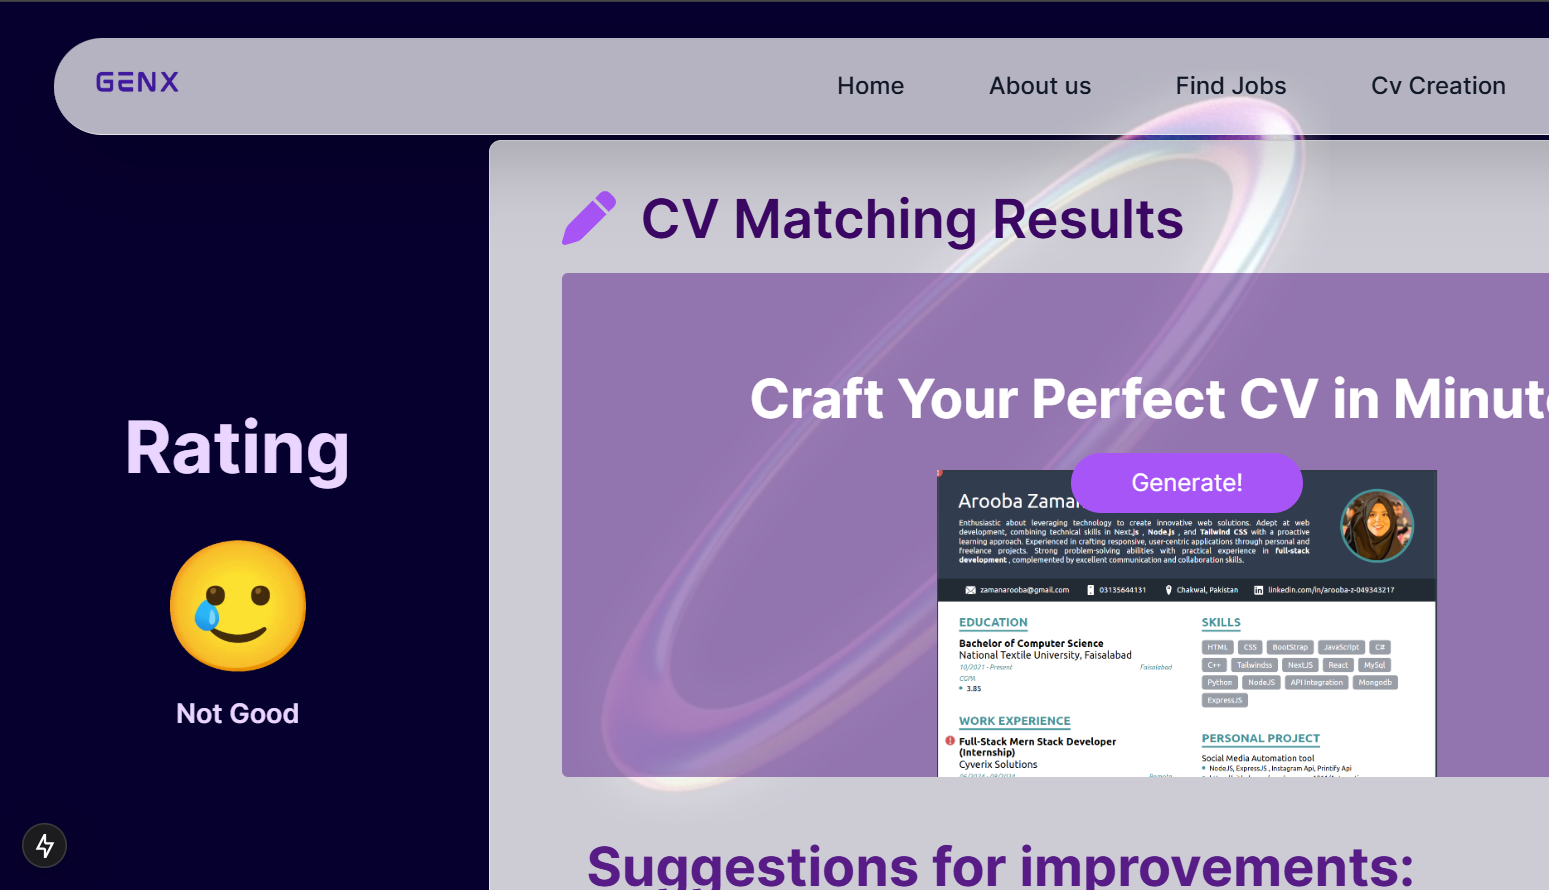 GENX
Home
About us
Find Jobs
Cv Creation
CV Matching Results
Rating
Not Good
Craft Your Perfect CV in Minut
Generate!
Arooba Zama
Enthusiastic about leveraging technology to create innovative web solutions. Adept at web
development, combining technical skills in Next.js , Node.js , and Tailwind CSS with a proactive
learning approach. Experienced in crafting responsive, user-centric applications through personal and
freelance projects. Strong problem-solving abilities with practical experience in full-stack
development , complemented by excellent communication and collaboration skills.
zamanarooba@gmail.com
03135644131
Chakwal, Pakistan
linkedin.com/in/arooba-z-049343217
EDUCATION
Bachelor of Computer Science
National Textile University, Faisalabad
10/2021 - Present
Faisalabad
CGPA
3.85
WORK EXPERIENCE
Full-Stack Mern Stack Developer
(Internship)
Cyverix Solutions
SKILLS
HTML CSS BootStrap JavaScript C#
C++ Tailwindss NextJS React MySql
Python NodeJS API Integration Mongodb
ExpressJS
PERSONAL PROJECT
Social Media Automation tool
NodeJS, ExpressJS , Instagram Api, Printify Api
Suggestions for improvements: